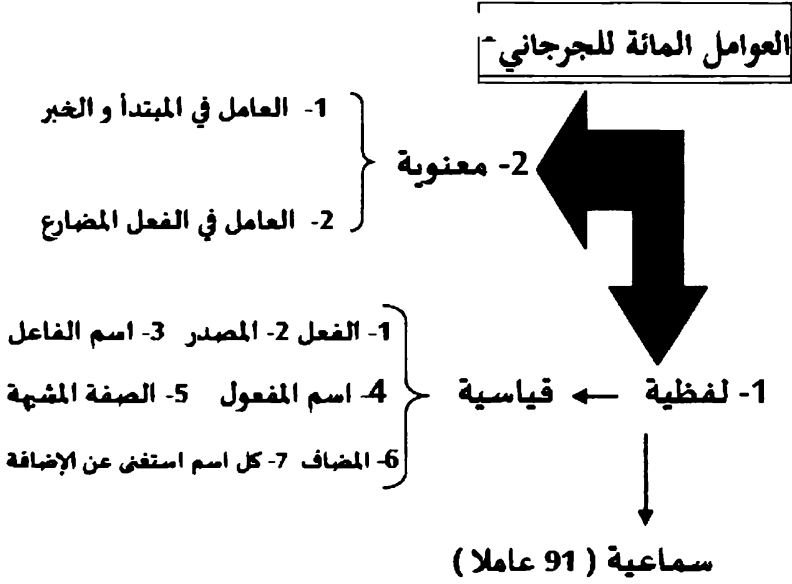 العوامل المائة للجرجاني -
1- العامل في المبتدأ و الخبر
2- معنوية
2- العامل في الفعل المضارع
1- الفعل 2- المصدر 3- اسم الفاعل
1- لفظية ← قياسية
4- اسم المفعول 5- الصفة المشبهة
6- المضاف 7- كل اسم استغنى عن الإضافة
سماعية ( 91 عاملا )